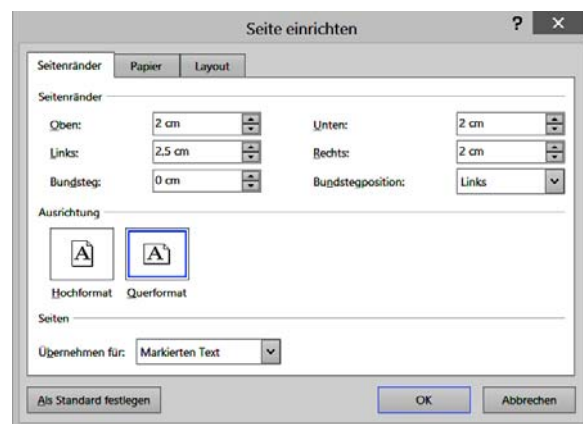 Seite einrichten ? ×
Seitenränder Papier Layout
Seitenränder
Oben: 2 cm Unten: 2 cm
Links: 2,5 cm Rechts: 2 cm
Bundsteg: 0 cm Bundstegposition: Links
Ausrichtung
A A
Hochformat Querformat
Seiten
Übernehmen für: Markierten Text
Als Standard festlegen OK Abbrechen